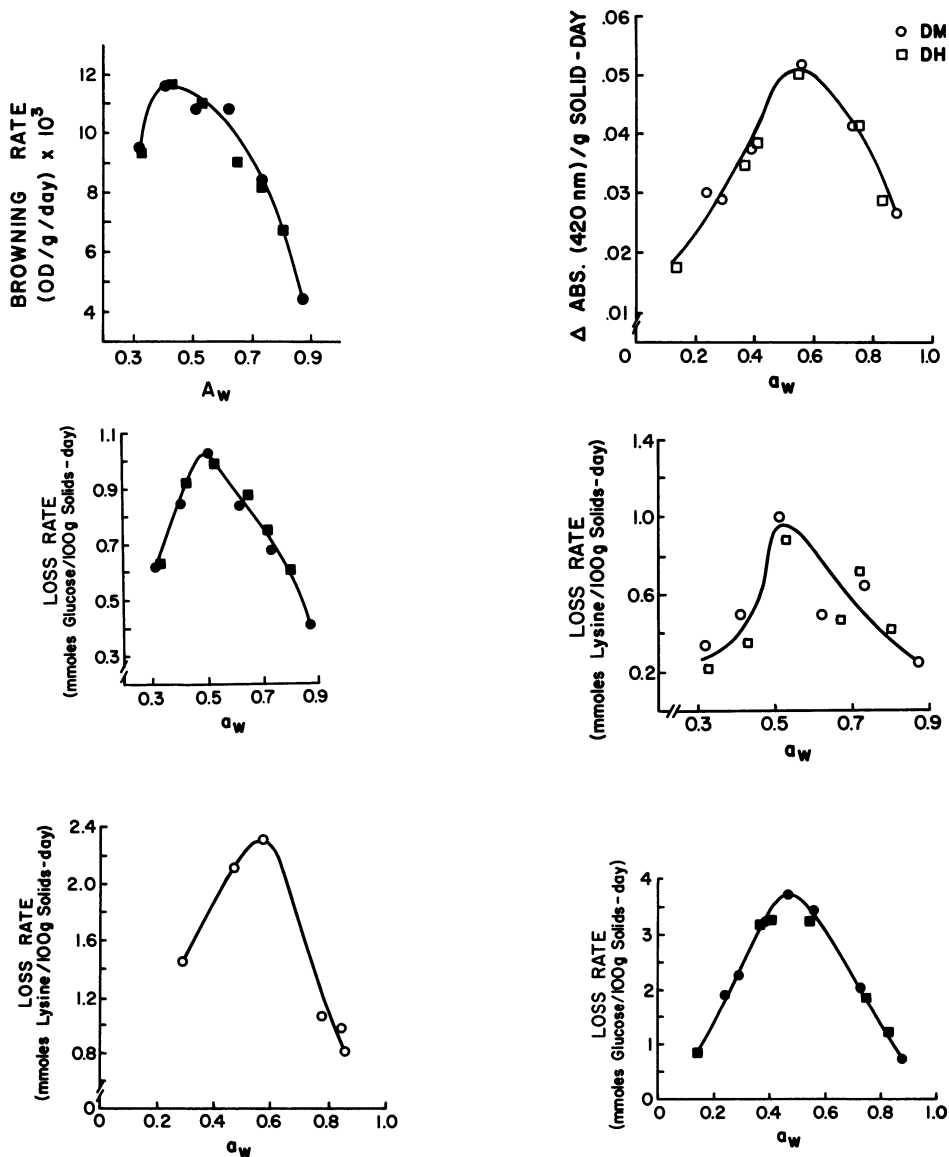 BROWNING RATE
(OD/g/day) x 10³
12
10
8
6
4
0.3 0.5 0.7 0.9
Aw
Δ ABS. (420 nm) / g SOLID-DAY
.06
.05
.04
.03
.02
.01
0 0.2 0.4 0.6 0.8 1.0
aw
DM
DH
LOSS RATE
(mmoles Glucose/100g Solids-day)
1.1
0.9
0.7
0.5
0.3
0.3 0.5 0.7 0.9
aw
LOSS RATE
(mmoles Lysine/100g Solids-day)
1.4
1.0
0.6
0.2
0.3 0.5 0.7 0.9
aw
LOSS RATE
(mmoles Lysine/100g Solids-day)
2.4
2.0
1.6
1.2
0.8
0
0 0.2 0.4 0.6 0.8 1.0
aw
LOSS RATE
(mmoles Glucose/100g Solids-day)
4
3
2
1
0
0 0.2 0.4 0.6 0.8 1.0
aw